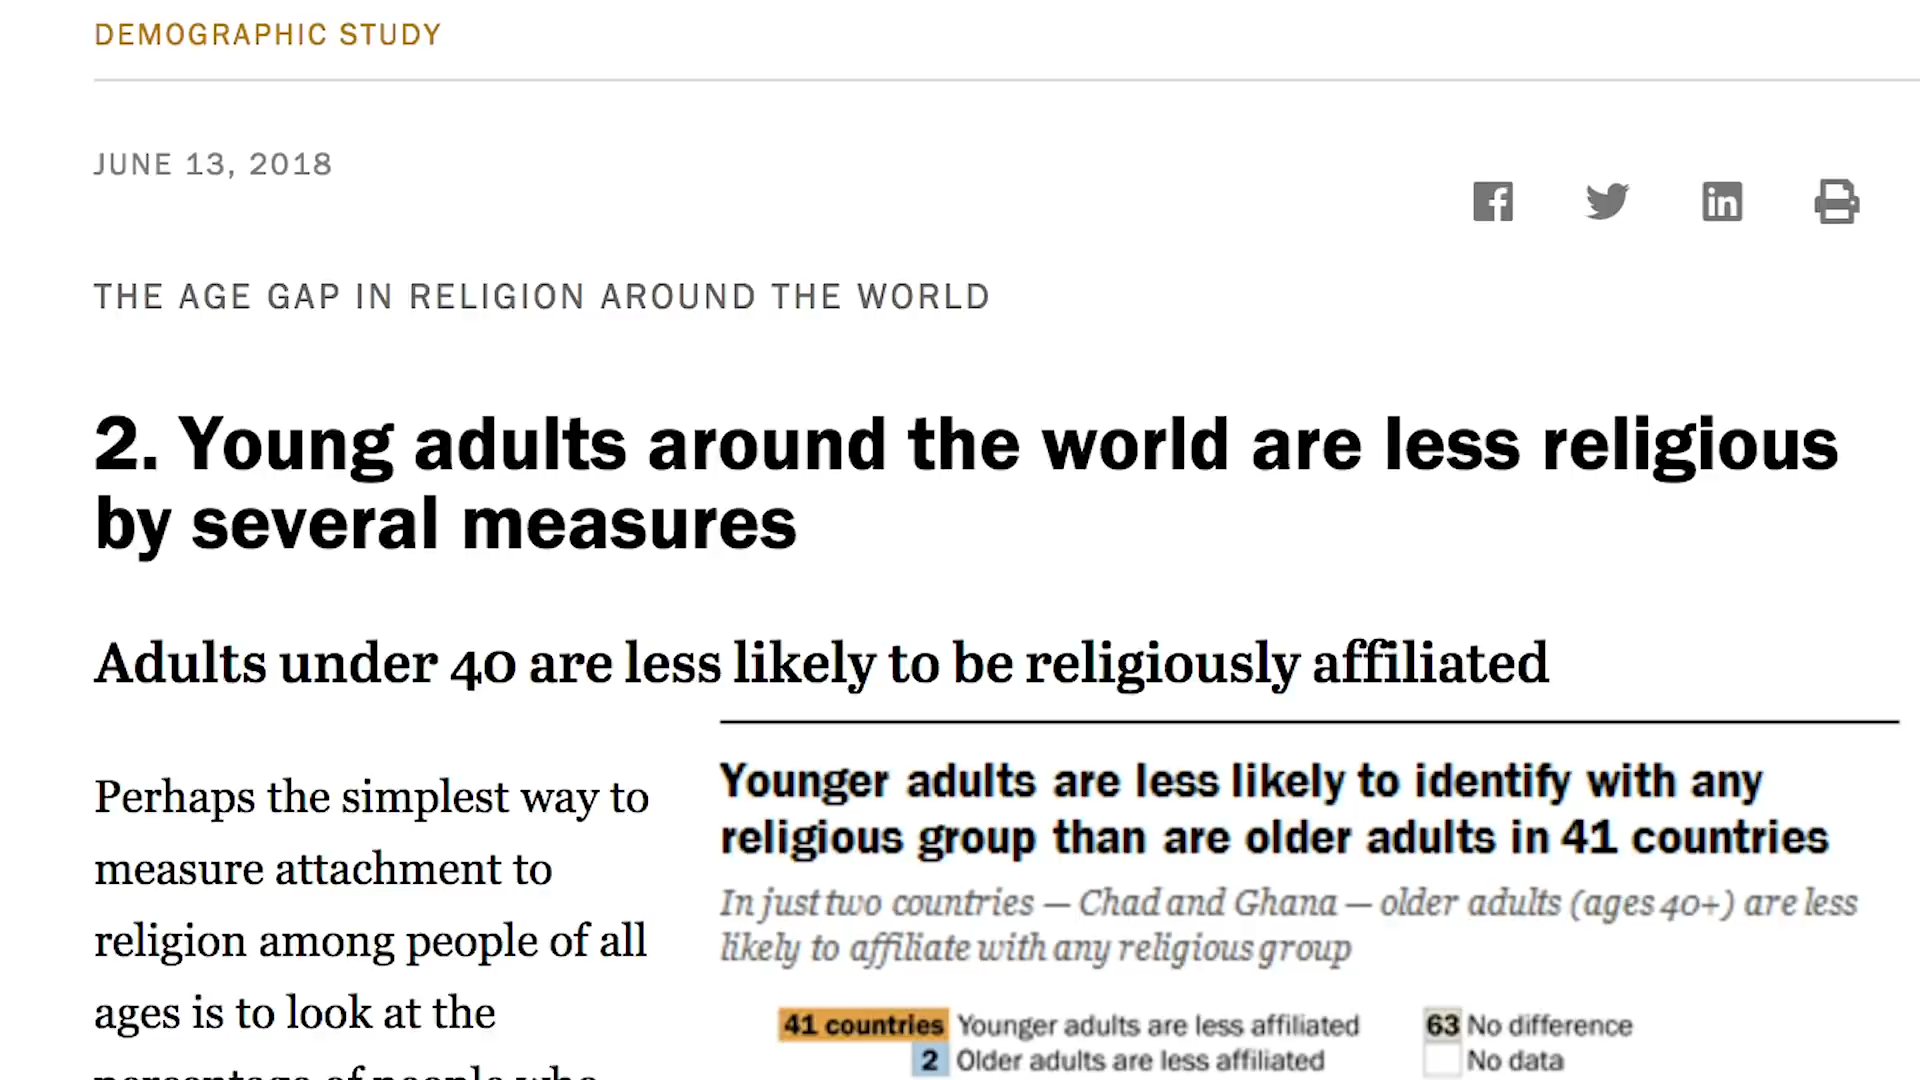 DEMOGRAPHIC STUDY
JUNE 13, 2018
THE AGE GAP IN RELIGION AROUND THE WORLD
2. Young adults around the world are less religious
by several measures
Adults under 40 are less likely to be religiously affiliated
Perhaps the simplest way to
measure attachment to
religion among people of all
ages is to look at the
percentage of people who
Younger adults are less likely to identify with any
religious group than are older adults in 41 countries
In just two countries — Chad and Ghana — older adults (ages 40+) are less
likely to affiliate with any religious group
41 countries Younger adults are less affiliated
2 Older adults are less affiliated
63 No difference
No data